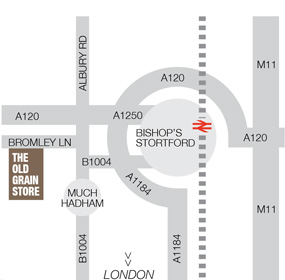 ALBURY RD
M11
A120
A120
A1250
BISHOP'S
STORTFORD
A120
BROMLEY LN
THE
OLD
GRAIN
STORE
B1004
MUCH
HADHAM
A1184
M11
B1004
A1184
LONDON